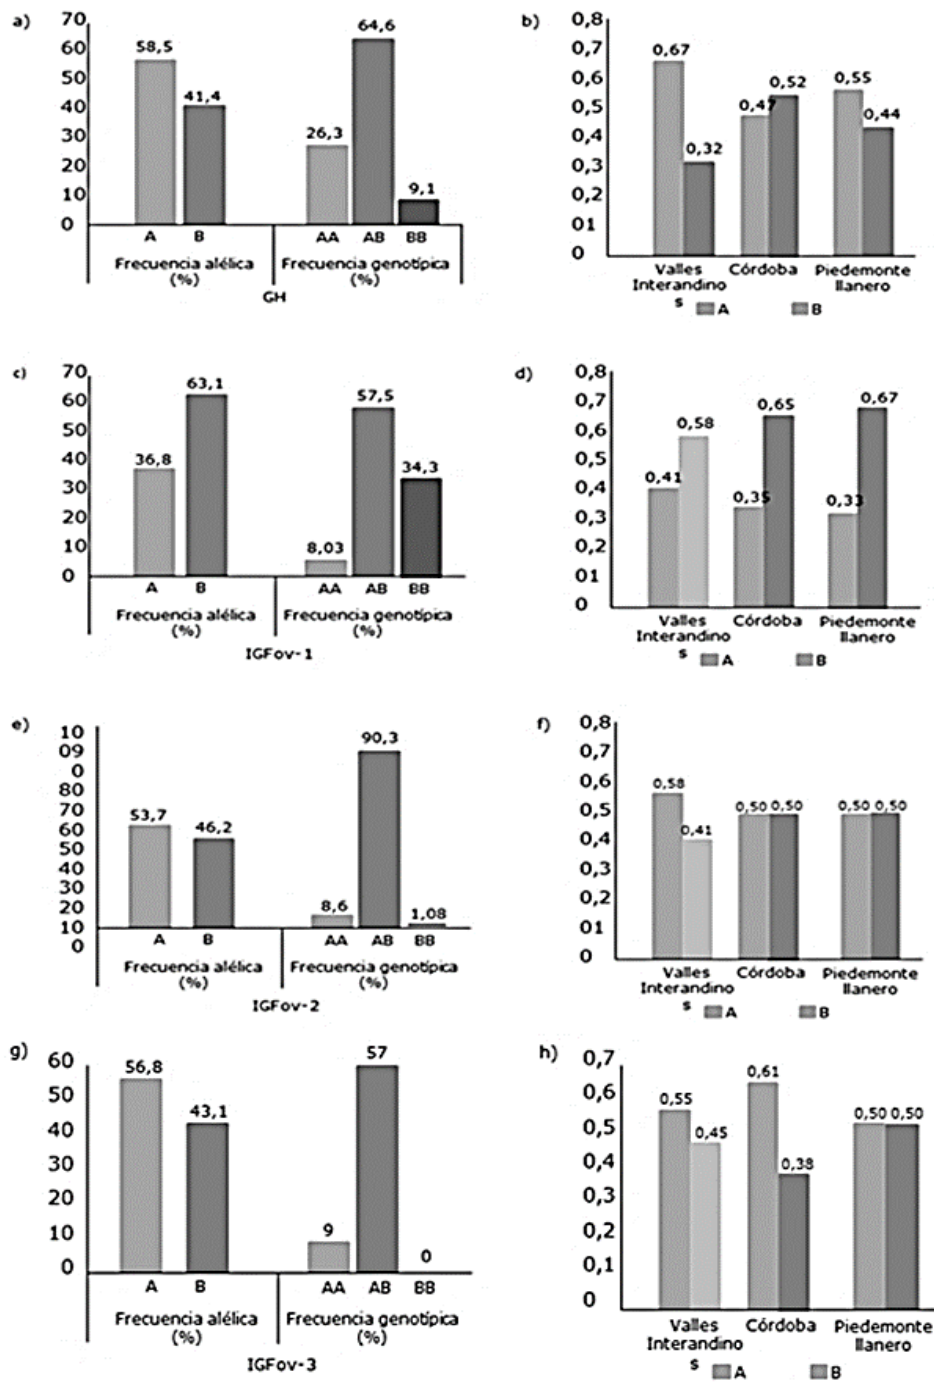 a)
70
60
50
40
30
20
10
0
58,5
41,4
26,3
64,6
9,1
A B AA AB BB
Frecuencia alélica (%)
Frecuencia genotípica (%)
GH
b)
0,8
0,7
0,6
0,5
0,4
0,3
0,2
01
0
0,67
0,32
0,47
0,52
0,55
0,44
Valles Interandino s
Córdoba
Piedemonte llanero
A B
c)
70
60
50
40
30
20
10
0
36,8
63,1
8,03
57,5
34,3
A B AA AB BB
Frecuencia alélica (%)
Frecuencia genotípica (%)
IGFov-1
d)
0,8
0,7
0,6
0,5
0,4
0,3
0,2
01
0
0,41
0,58
0,35
0,65
0,33
0,67
Valles Interandino s
Córdoba
Piedemonte llanero
A B
e)
10
09
0
80
70
60
50
40
30
20
10
0
53,7
46,2
8,6
90,3
1,08
A B AA AB BB
Frecuencia alélica (%)
Frecuencia genotípica (%)
IGFov-2
f)
0,8
0,7
0,6
0,5
0,4
0,3
0,2
01
0
0,58
0,41
0,50
0,50
0,50
0,50
Valles Interandino s
Córdoba
Piedemonte llanero
A B
g)
60
50
40
30
20
10
0
56,8
43,1
9
57
0
A B AA AB BB
Frecuencia alélica (%)
Frecuencia genotípica (%)
IGFov-3
h)
0,7
0,6
0,5
0,4
0,3
0,2
0,1
0
0,55
0,45
0,61
0,38
0,50
0,50
Valles Interandino s
Córdoba
Piedemonte llanero
A B